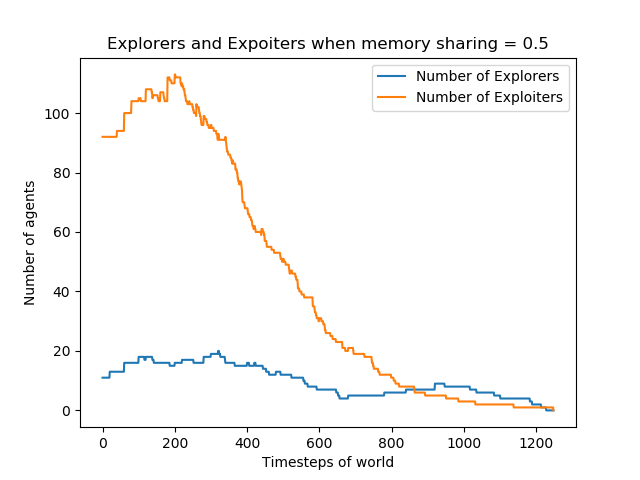 Explorers and Expoiters when memory sharing = 0.5
Number of Explorers
Number of Exploiters
Number of agents
100
80
60
40
20
0
0 200 400 600 800 1000 1200
Timesteps of world